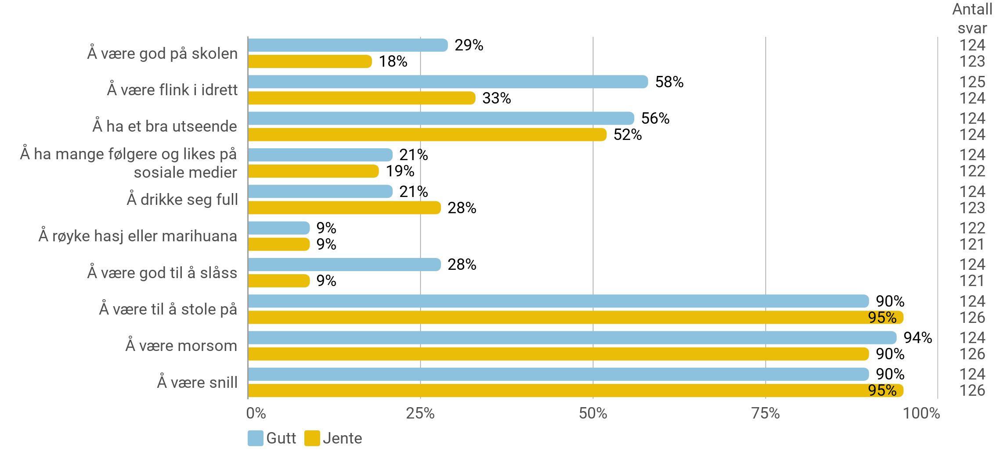 Antall
svar
Å være god på skolen
29%
124
18%
123
Å være flink i idrett
58%
125
33%
124
Å ha et bra utseende
56%
124
52%
124
Å ha mange følgere og likes på
sosiale medier
21%
124
19%
122
Å drikke seg full
21%
124
28%
123
Å røyke hasj eller marihuana
9%
122
9%
121
Å være god til å slåss
28%
124
9%
121
Å være til å stole på
90%
124
95%
126
Å være morsom
94%
124
90%
126
Å være snill
90%
124
95%
126
0% 25% 50% 75% 100%
Gutt Jente